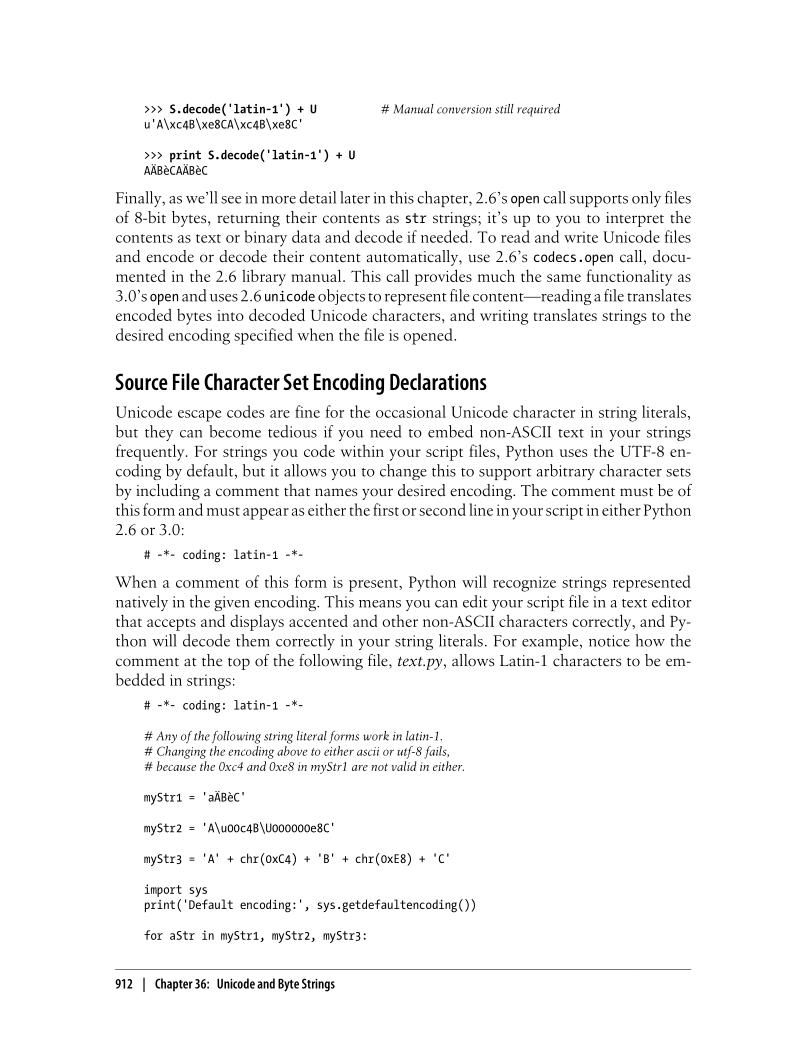 >>> S.decode('latin-1') + U # Manual conversion still required
u'A\xc4B\xe8CA\xc4B\xe8C'
>>> print S.decode('latin-1') + U
AÄBèCAÄBèC
Finally, as we'll see in more detail later in this chapter, 2.6's open call supports only files
of 8-bit bytes, returning their contents as str strings; it's up to you to interpret the
contents as text or binary data and decode if needed. To read and write Unicode files
and encode or decode their content automatically, use 2.6's codecs.open call, docu-
mented in the 2.6 library manual. This call provides much the same functionality as
3.0's open and uses 2.6 unicode objects to represent file content—reading a file translates
encoded bytes into decoded Unicode characters, and writing translates strings to the
desired encoding specified when the file is opened.
Source File Character Set Encoding Declarations
Unicode escape codes are fine for the occasional Unicode character in string literals,
but they can become tedious if you need to embed non-ASCII text in your strings
frequently. For strings you code within your script files, Python uses the UTF-8 en-
coding by default, but it allows you to change this to support arbitrary character sets
by including a comment that names your desired encoding. The comment must be of
this form and must appear as either the first or second line in your script in either Python
2.6 or 3.0:
# -*- coding: latin-1 -*-
When a comment of this form is present, Python will recognize strings represented
natively in the given encoding. This means you can edit your script file in a text editor
that accepts and displays accented and other non-ASCII characters correctly, and Py-
thon will decode them correctly in your string literals. For example, notice how the
comment at the top of the following file, text.py, allows Latin-1 characters to be em-
bedded in strings:
# -*- coding: latin-1 -*-
# Any of the following string literal forms work in latin-1.
# Changing the encoding above to either ascii or utf-8 fails,
# because the 0xc4 and 0xe8 in myStr1 are not valid in either.
myStr1 = 'aÄBèC'
myStr2 = 'A\u00c4B\U000000e8C'
myStr3 = 'A' + chr(0xC4) + 'B' + chr(0xE8) + 'C'
import sys
print('Default encoding:', sys.getdefaultencoding())
for aStr in myStr1, myStr2, myStr3:
912 | Chapter 36: Unicode and Byte Strings